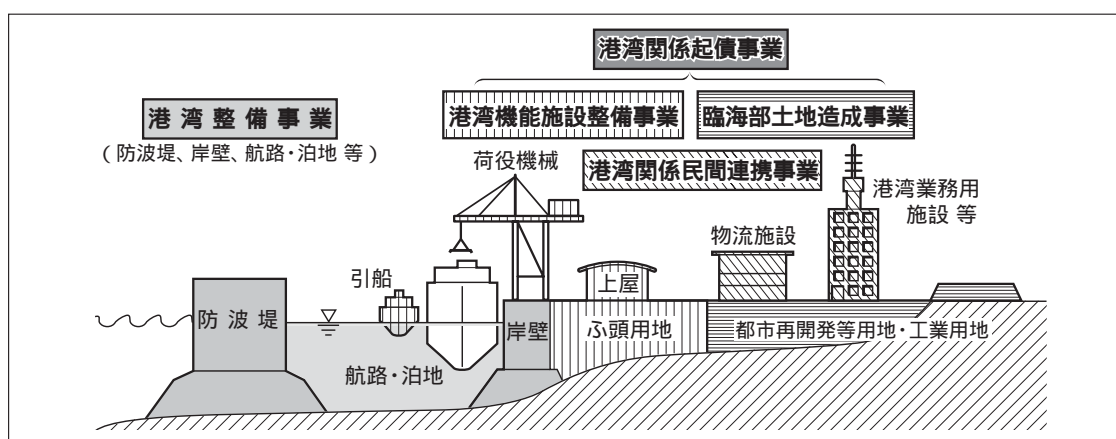 港湾関係起債事業
港湾整備事業
(防波堤、岸壁、航路・泊地 等)
港湾機能施設整備事業
臨海部土地造成事業
荷役機械
港湾関係民間連携事業
港湾業務用
施設 等
物流施設
引船
上屋
防波堤
岸壁
ふ頭用地
都市再開発等用地・工業用地
航路・泊地